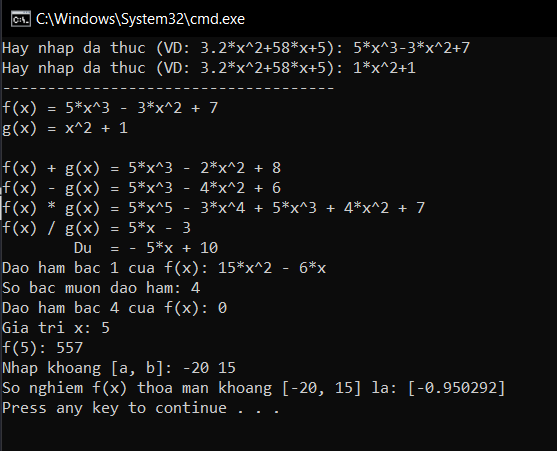 C:\Windows\System32\cmd.exe
Hay nhap da thuc (VD: 3.2*x^2+58*x+5): 5*x^3-3*x^2+7
Hay nhap da thuc (VD: 3.2*x^2+58*x+5): 1*x^2+1
-----------------------------------
f(x) = 5*x^3 - 3*x^2 + 7
g(x) = x^2 + 1
f(x) + g(x) = 5*x^3 - 2*x^2 + 8
f(x) - g(x) = 5*x^3 - 4*x^2 + 6
f(x) * g(x) = 5*x^5 - 3*x^4 + 5*x^3 + 4*x^2 + 7
f(x) / g(x) = 5*x - 3
Du = - 5*x + 10
Dao ham bac 1 cua f(x): 15*x^2 - 6*x
So bac muon dao ham: 4
Dao ham bac 4 cua f(x): 0
Gia tri x: 5
f(5): 557
Nhap khoang [a, b]: -20 15
So nghiem f(x) thoa man khoang [-20, 15] la: [-0.950292]
Press any key to continue . . .